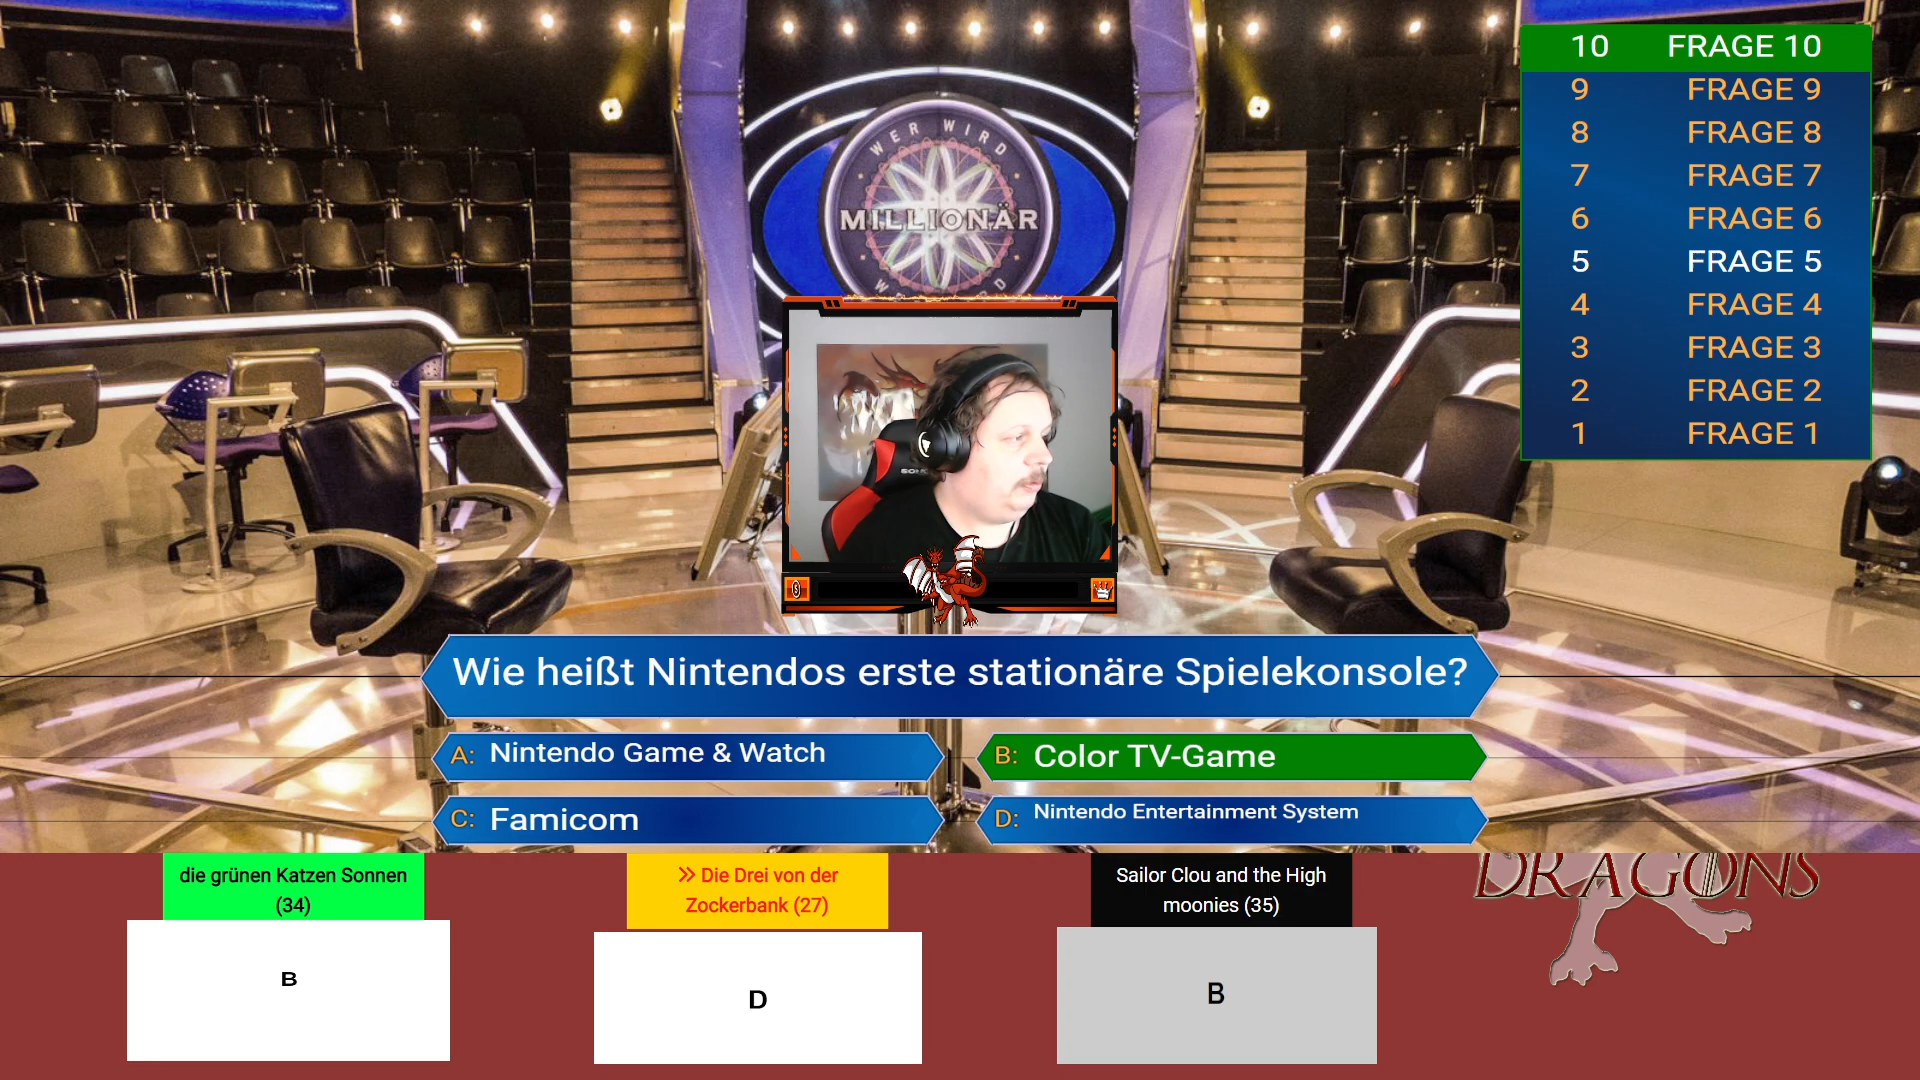 WER WIRD
MILLIONÄR
10 FRAGE 10
9 FRAGE 9
8 FRAGE 8
7 FRAGE 7
6 FRAGE 6
5 FRAGE 5
4 FRAGE 4
3 FRAGE 3
2 FRAGE 2
1 FRAGE 1
Wie heißt Nintendos erste stationäre Spielekonsole?
A: Nintendo Game & Watch
B: Color TV-Game
C: Famicom
D: Nintendo Entertainment System
die grünen Katzen Sonnen
(34)
B
Die Drei von der
Zockerbank (27)
D
Sailor Clou and the High
moonies (35)
B
DRAGONS